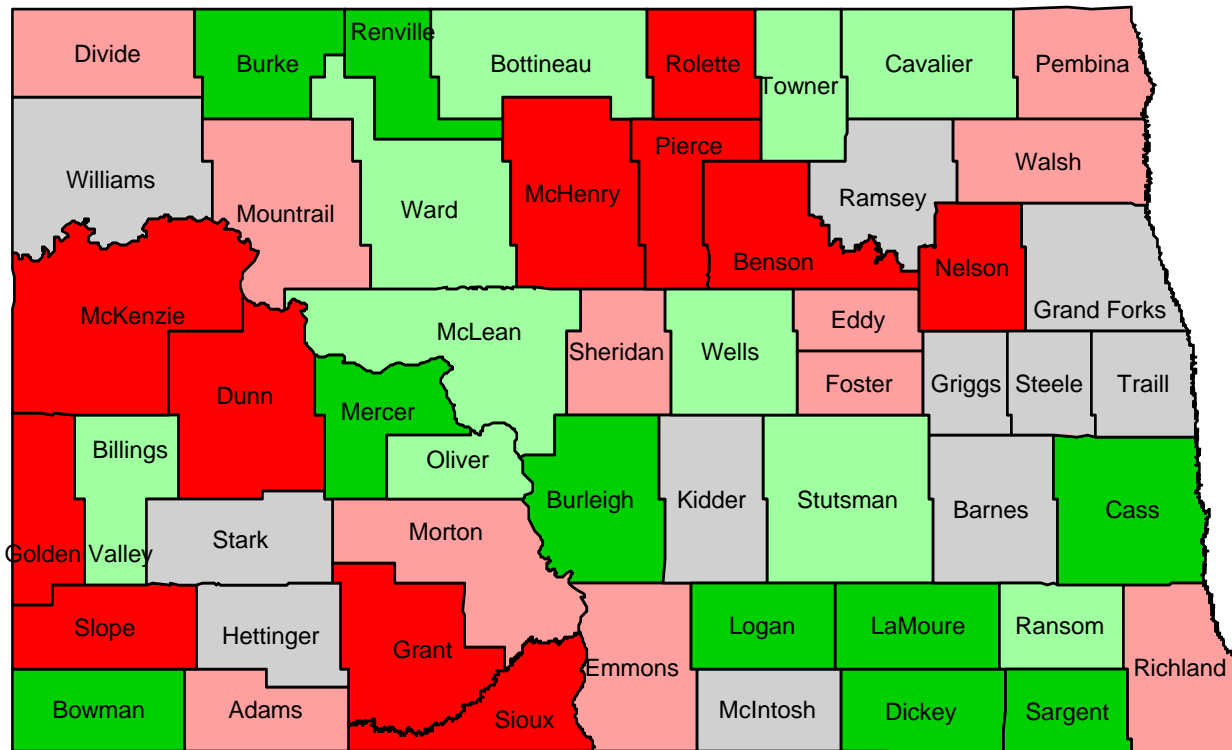 Divide
Burke
Renville
Bottineau
Rolette
Towner
Cavalier
Pembina
Williams
Mountrail
Ward
McHenry
Pierce
Benson
Ramsey
Walsh
Nelson
Grand Forks
McKenzie
Dunn
McLean
Mercer
Oliver
Sheridan
Wells
Eddy
Foster
Griggs
Steele
Traill
Billings
Golden Valley
Stark
Morton
Burleigh
Kidder
Stutsman
Barnes
Cass
Slope
Hettinger
Grant
Bowman
Adams
Sioux
Emmons
Logan
LaMoure
Ransom
Richland
McIntosh
Dickey
Sargent